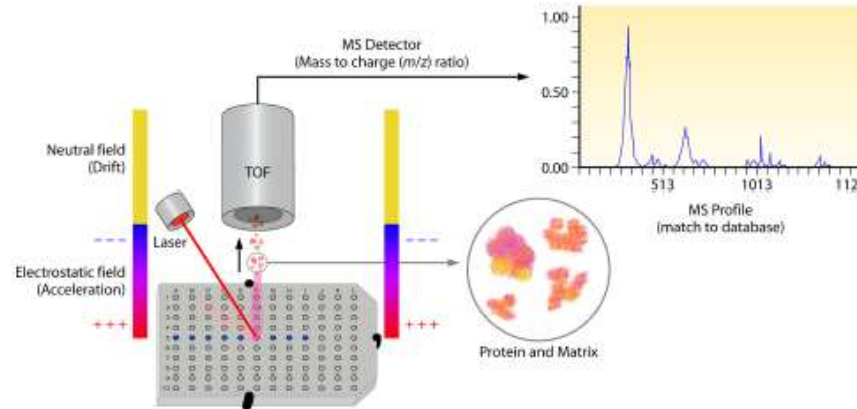 MS Detector
(Mass to charge (m/z) ratio)
1.00
0.50
0.00
513
1013
112
MS Profile
(match to database)
Neutral field
(Drift)
TOF
Laser
Electrostatic field
(Acceleration)
– – –
– – –
+++
+++
Protein and Matrix